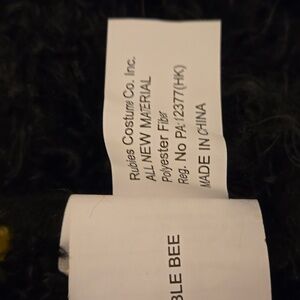 Rubies Costume Co. Inc.
ALL NEW MATERIAL
Polyester Fiber
Reg. No PA:12377(HK)
MADE IN CHINA
BLE BEE